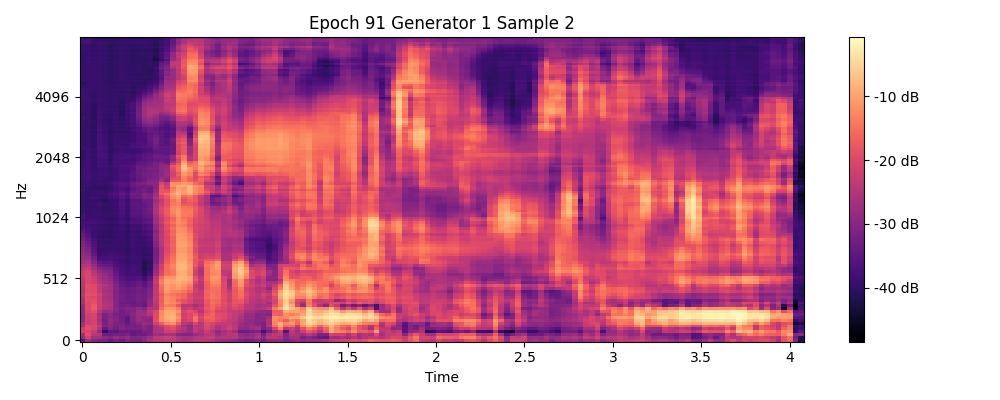 Epoch 91 Generator 1 Sample 2
Hz
4096
2048
1024
512
0
0 0.5 1 1.5 2 2.5 3 3.5 4
Time
-10 dB
-20 dB
-30 dB
-40 dB